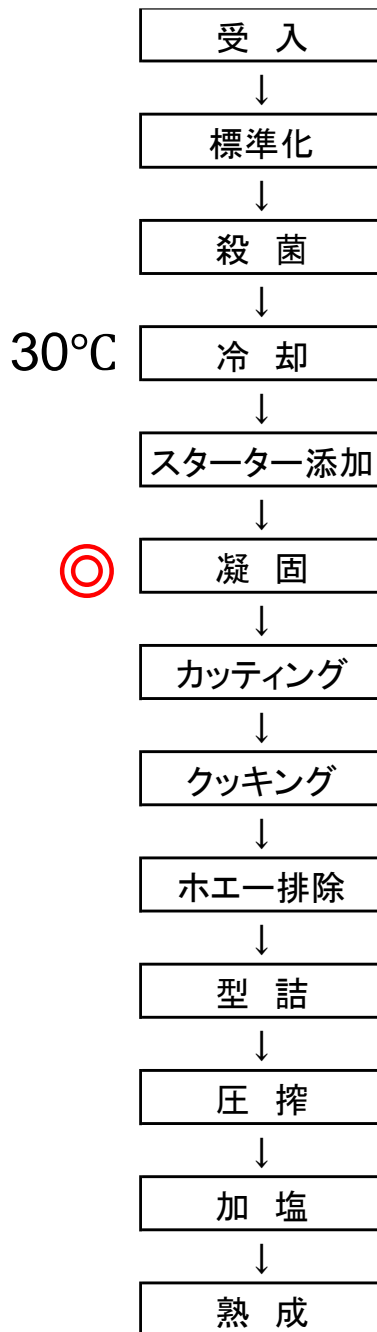 受 入
↓
標準化
↓
殺 菌
↓
30℃ 冷 却
↓
スターター添加
↓
◎ 凝 固
↓
カッティング
↓
クッキング
↓
ホエー排除
↓
型 詰
↓
圧 搾
↓
加 塩
↓
熟 成